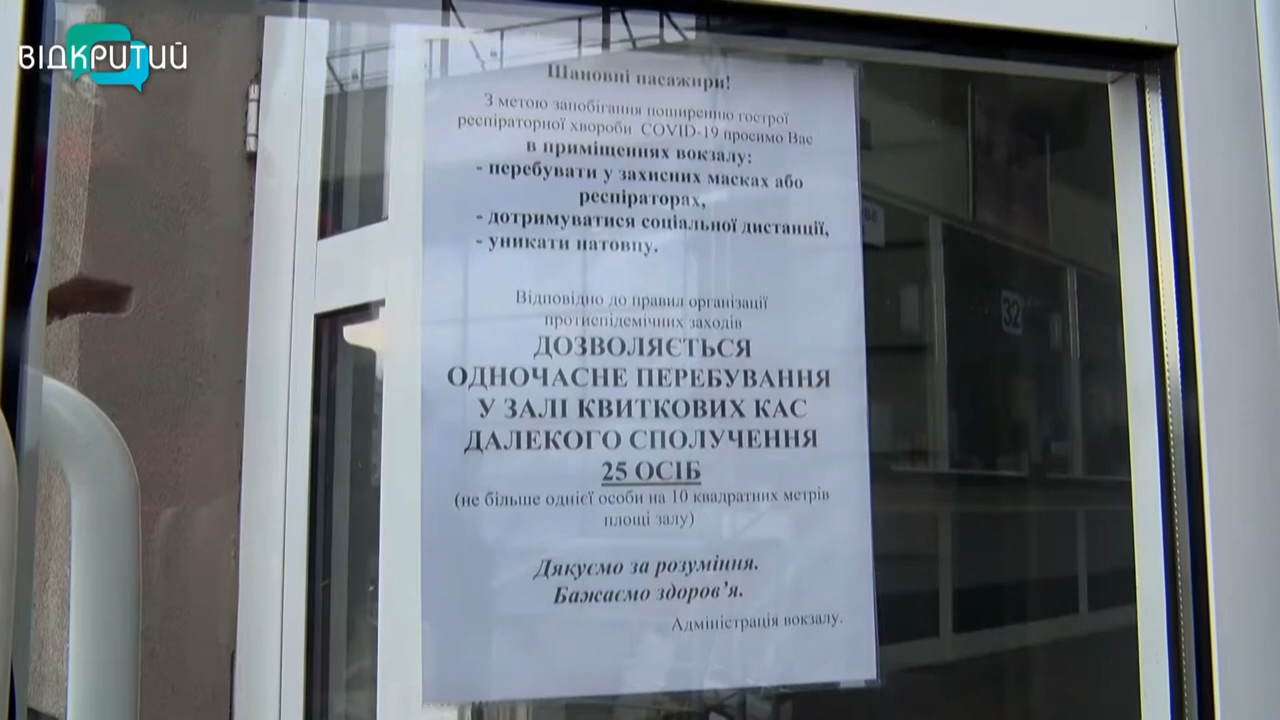 ВІДКРИТИЙ
Шановні пасажири!
З метою запобігання поширенню гострої
респіраторної хвороби COVID-19 просимо Вас
в приміщеннях вокзалу:
- перебувати у захисних масках або
респіраторах,
- дотримуватися соціальної дистанції,
- уникати натовпу.
Відповідно до правил організації
протиепідемічних заходів
ДОЗВОЛЯЄТЬСЯ
ОДНОЧАСНЕ ПЕРЕБУВАННЯ
У ЗАЛІ КВИТКОВИХ КАС
ДАЛЕКОГО СПОЛУЧЕННЯ
25 ОСІБ
(не більше однієї особи на 10 квадратних метрів
площі залу)
Дякуємо за розуміння.
Бажаємо здоров’я.
Адміністрація вокзалу.
32